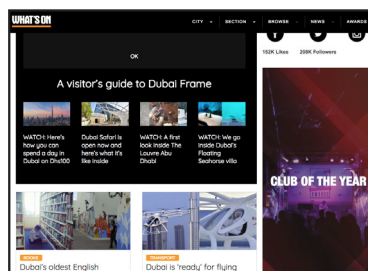 WHAT'S ON
CITY SECTION BROWSE NEWS AWARDS
152K Likes 208K Followers
OK
A visitor's guide to Dubai Frame
WATCH: Here's
how you can
spend a day in
Dubai on Dhs100
Dubai Safari is
open now and
here's what it's
like inside
WATCH: A first
look inside The
Louvre Abu
Dhabi
WATCH: We go
inside Dubai's
Floating
Seahorse villa
CLUB OF THE YEAR
BOOKS
Dubai's oldest English
TRANSPORT
Dubai is 'ready' for flying